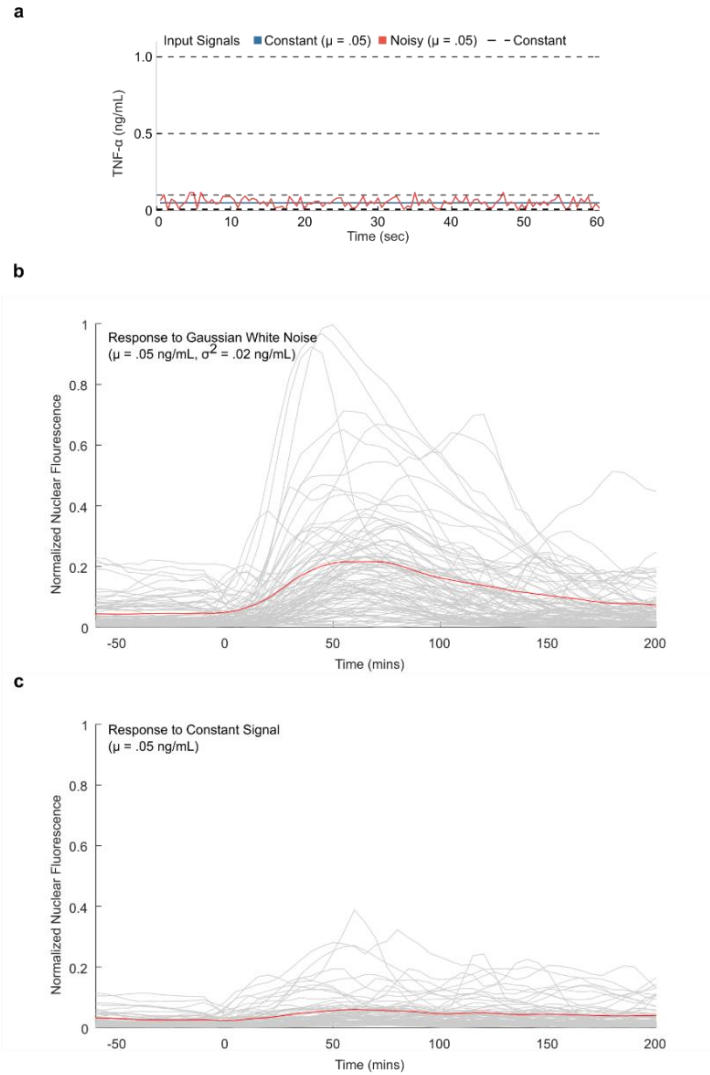 a
Input Signals Constant (μ = .05) Noisy (μ = .05) Constant
1.0
0.5
0
TNF-α (ng/mL)
0 10 20 30 40 50 60
Time (sec)
b
Response to Gaussian White Noise
(μ = .05 ng/mL, σ² = .02 ng/mL)
1
0.8
0.6
0.4
0.2
0
Normalized Nuclear Flourescence
-50 0 50 100 150 200
Time (mins)
c
Response to Constant Signal
(μ = .05 ng/mL)
1
0.8
0.6
0.4
0.2
0
Normalized Nuclear Fluorescence
-50 0 50 100 150 200
Time (mins)